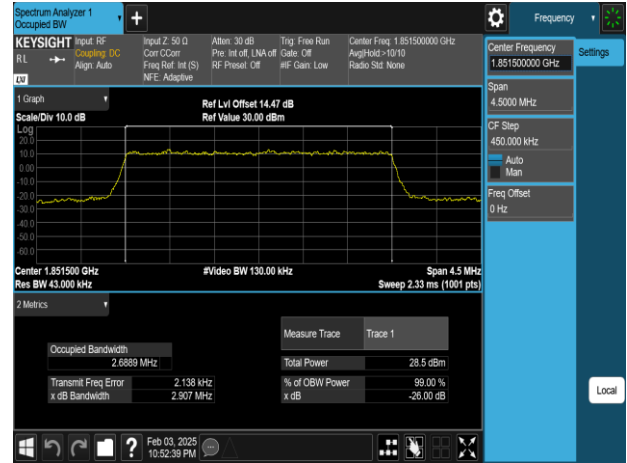 Spectrum Analyzer 1
Occupied BW
+
Frequency
KEYSIGHT
RL
LXI
Input: RF
Coupling: DC
Align: Auto
Input Z: 50 Ω
Corr CCorr
Freq Ref: Int (S)
NFE: Adaptive
Atten: 30 dB
Pre: Int off, LNA off
RF Preset: Off
Trig: Free Run
Gate: Off
#IF Gain: Low
Center Freq: 1.851500000 GHz
Avg|Hold:>10/10
Radio Std: None
Center Frequency
1.851500000 GHz
Settings
Span
4.5000 MHz
CF Step
450.000 kHz
Auto
Man
Freq Offset
0 Hz
1 Graph
Scale/Div 10.0 dB
Ref Lvl Offset 14.47 dB
Ref Value 30.00 dBm
Log
20.0
10.0
0.00
-10.0
-20.0
-30.0
-40.0
-50.0
-60.0
Center 1.851500 GHz
#Video BW 130.00 kHz
Span 4.5 MHz
Res BW 43.000 kHz
Sweep 2.33 ms (1001 pts)
2 Metrics
Measure Trace
Trace 1
Occupied Bandwidth
2.6889 MHz
Total Power
28.5 dBm
Transmit Freq Error
2.138 kHz
% of OBW Power
99.00 %
x dB Bandwidth
2.907 MHz
x dB
-26.00 dB
Local
?
Feb 03, 2025
10:52:39 PM